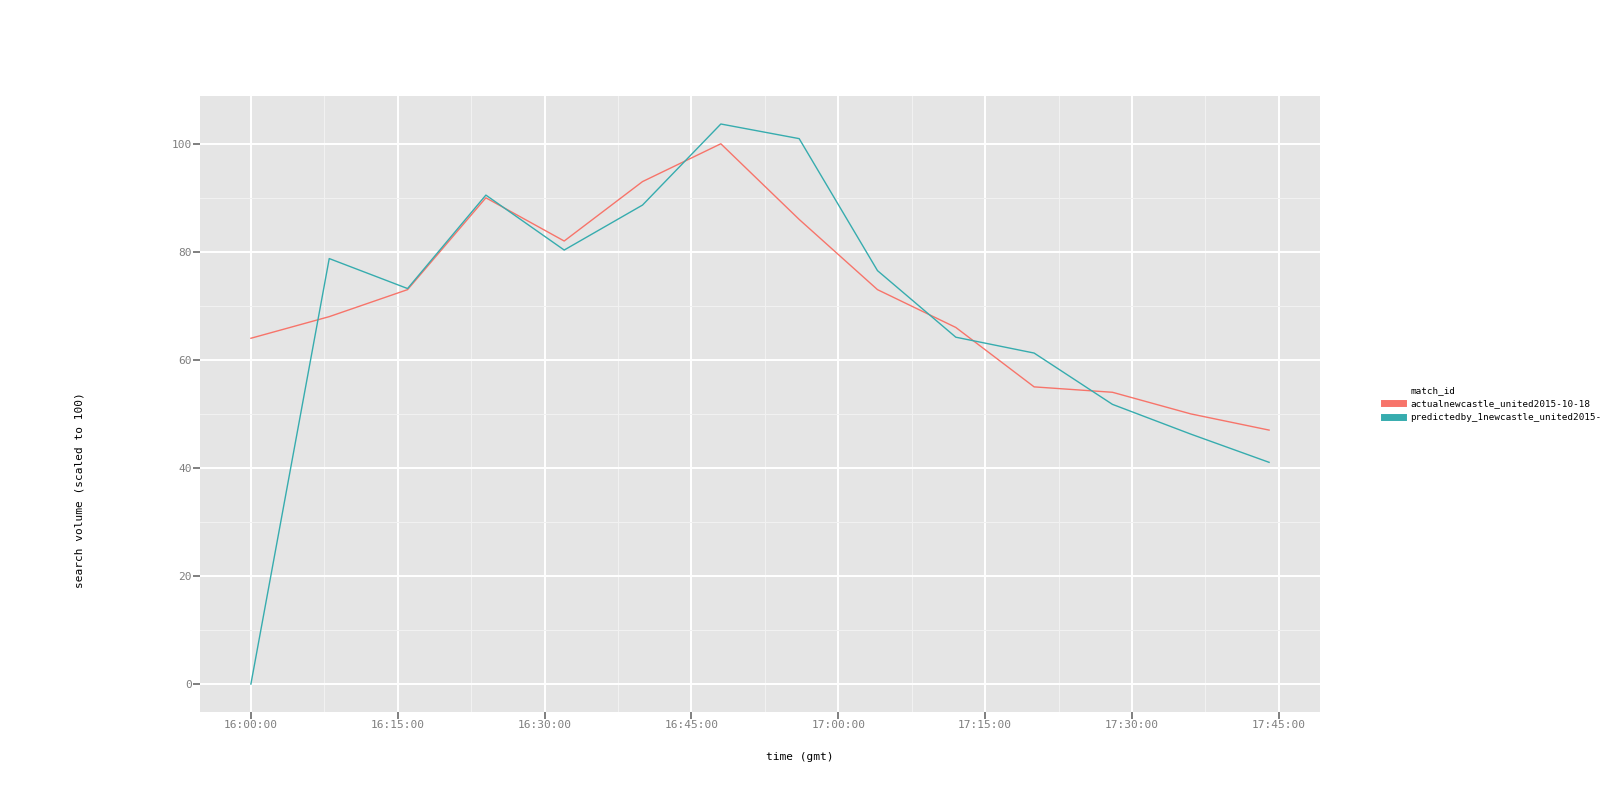 search volume (scaled to 100)
100
80
60
40
20
0
16:00:00 16:15:00 16:30:00 16:45:00 17:00:00 17:15:00 17:30:00 17:45:00
time (gmt)
match_id
actualnewcastle_united2015-10-18
predictedby_1newcastle_united2015-